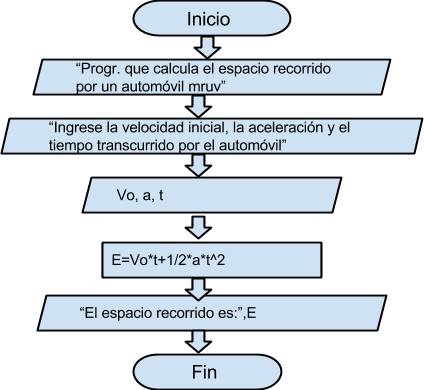 Inicio
“Progr. que calcula el espacio recorrido
por un automóvil mruv”
“Ingrese la velocidad inicial, la aceleración y el
tiempo transcurrido por el automóvil”
Vo, a, t
E=Vo*t+1/2*a*t^2
“El espacio recorrido es:”,E
Fin